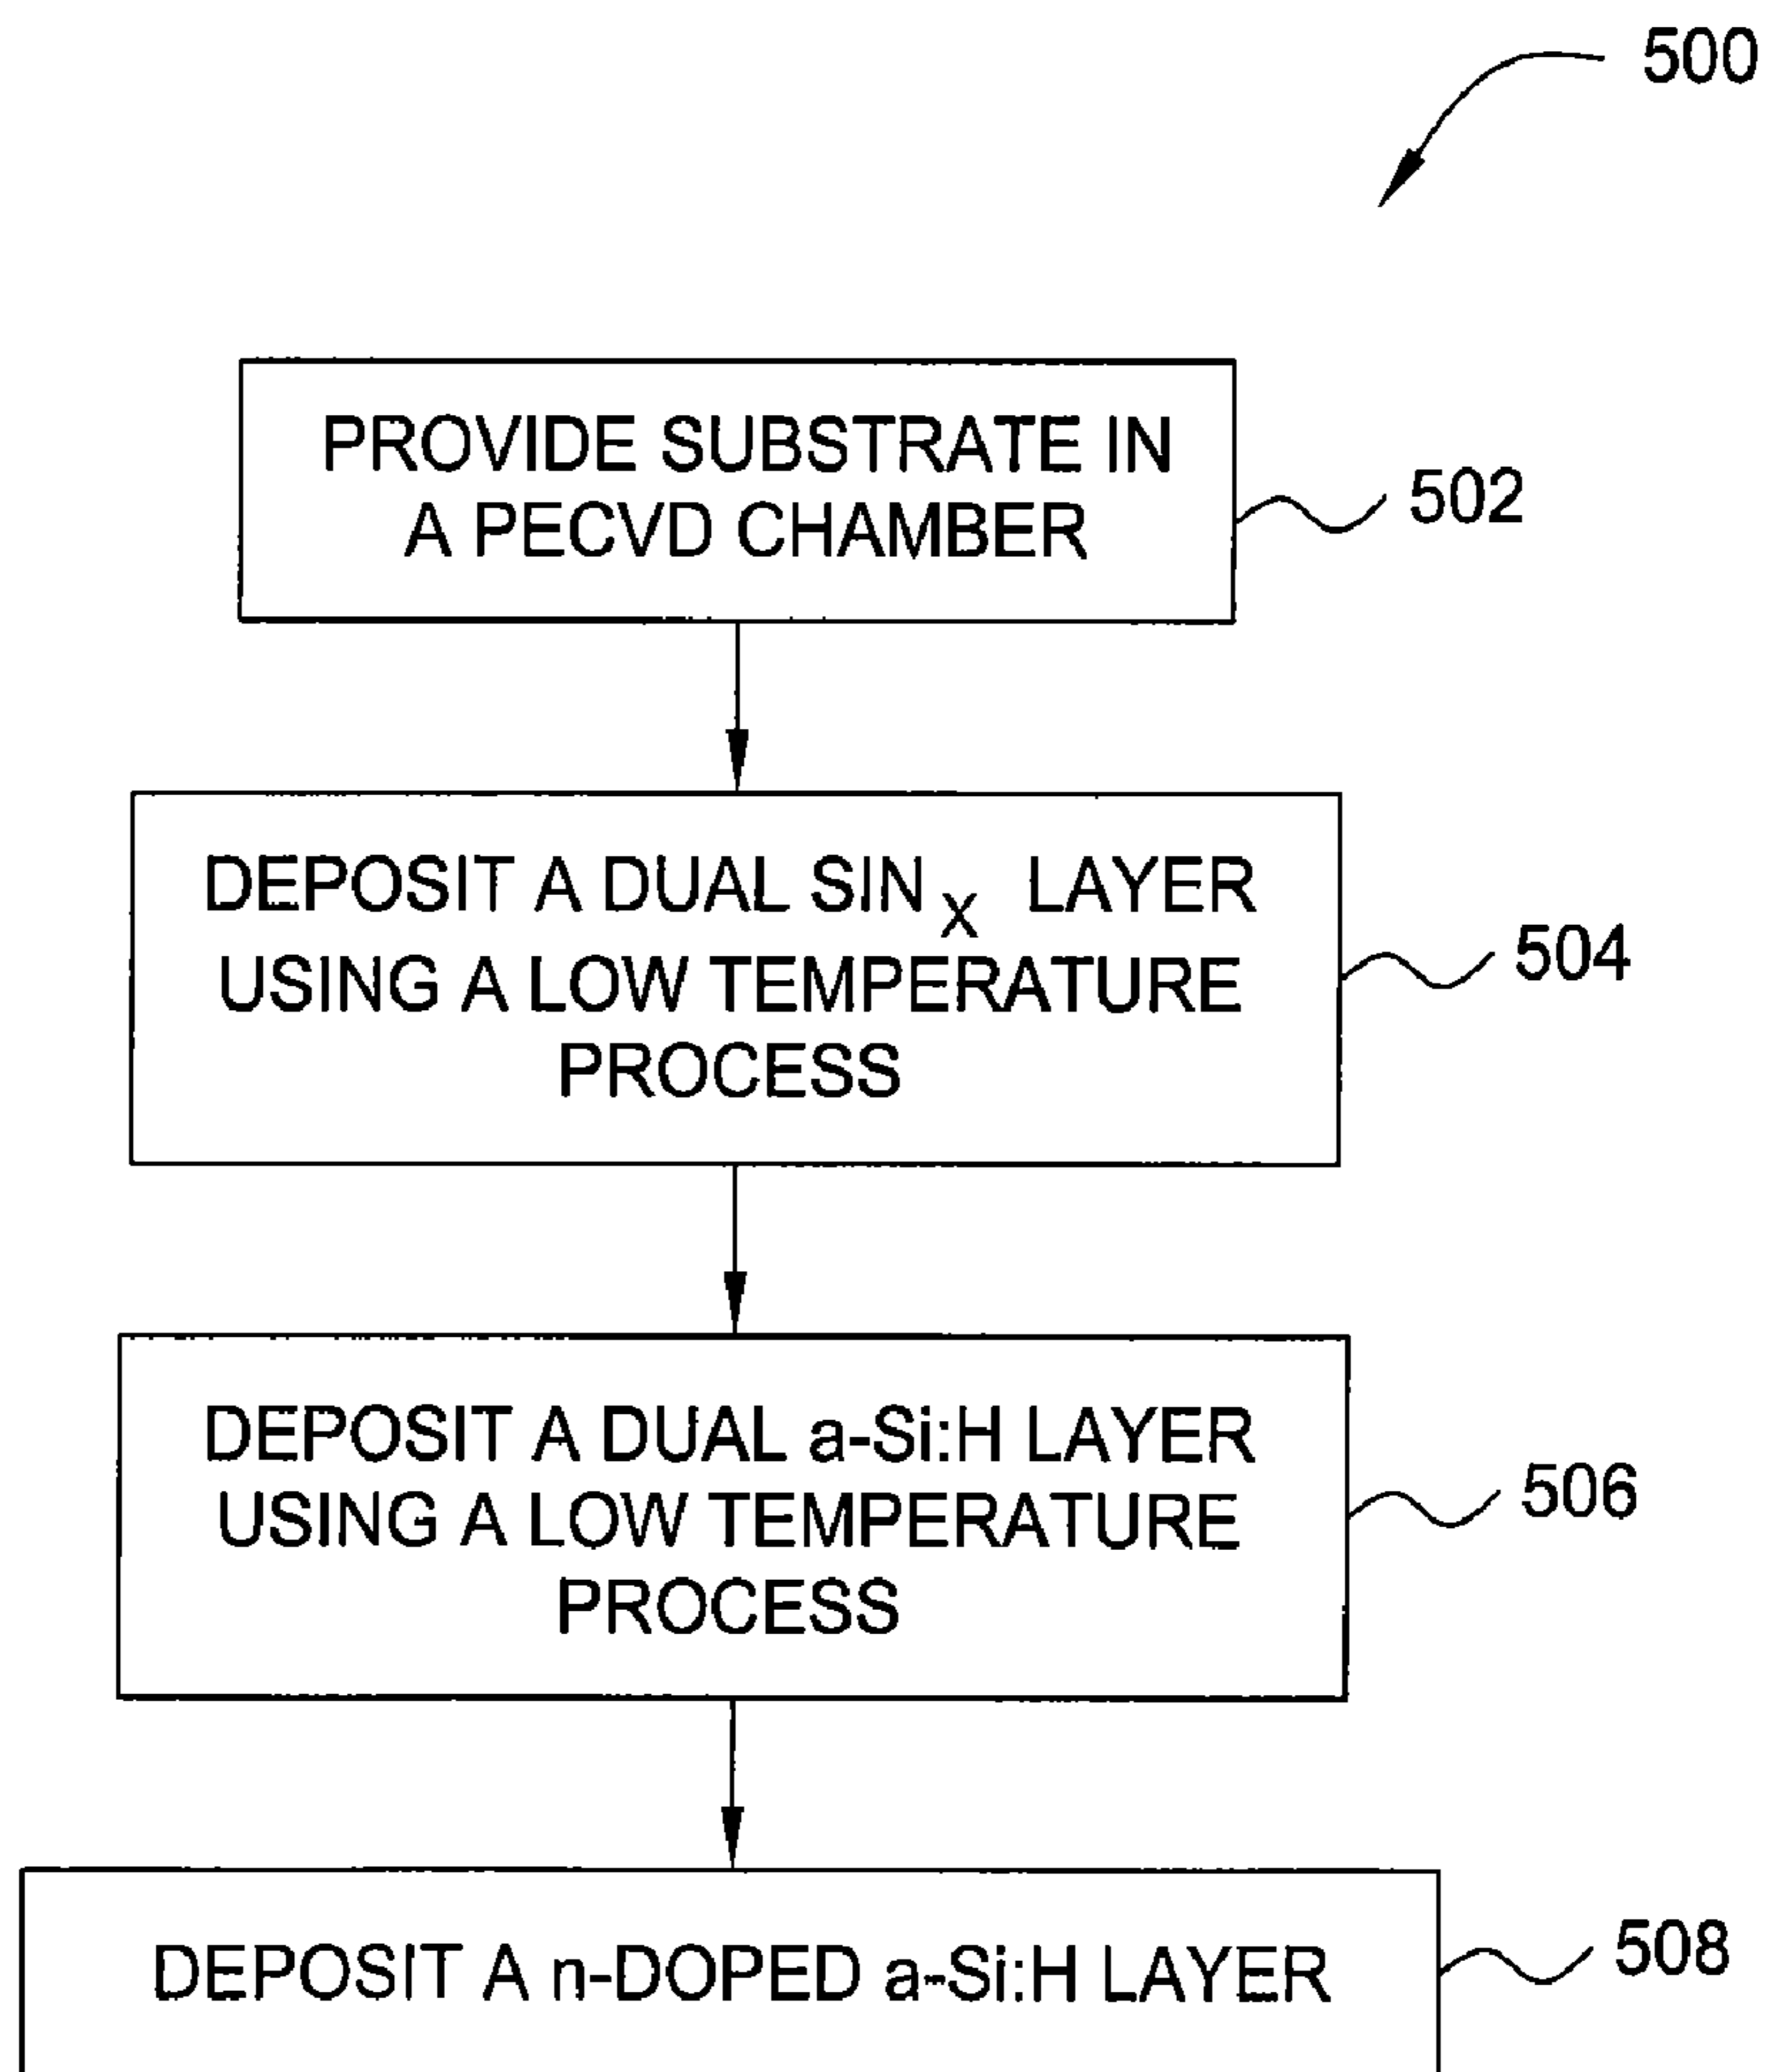 500
PROVIDE SUBSTRATE IN
A PECVD CHAMBER
502
DEPOSIT A DUAL SIN X LAYER
USING A LOW TEMPERATURE
PROCESS
504
DEPOSIT A DUAL a-Si:H LAYER
USING A LOW TEMPERATURE
PROCESS
506
DEPOSIT A n-DOPED a-Si:H LAYER
508